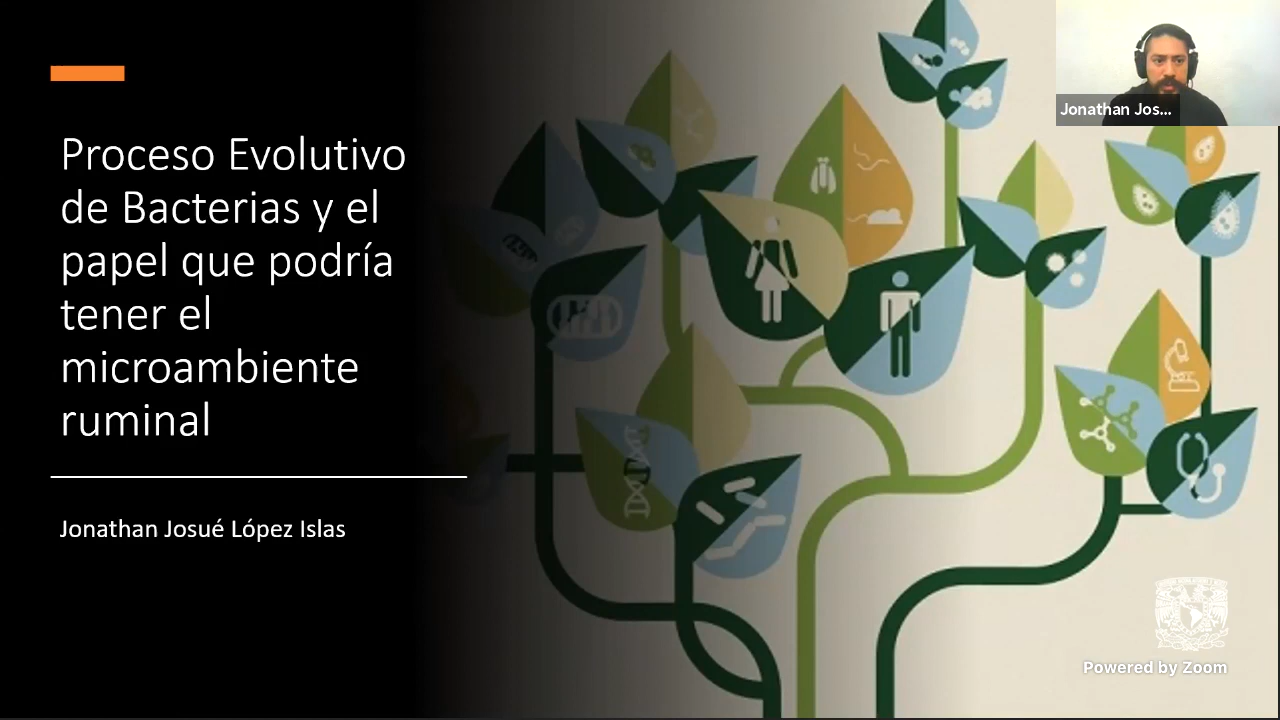 Jonathan Jos...
Proceso Evolutivo
de Bacterias y el
papel que podría
tener el
microambiente
ruminal
Jonathan Josué López Islas
Powered by Zoom